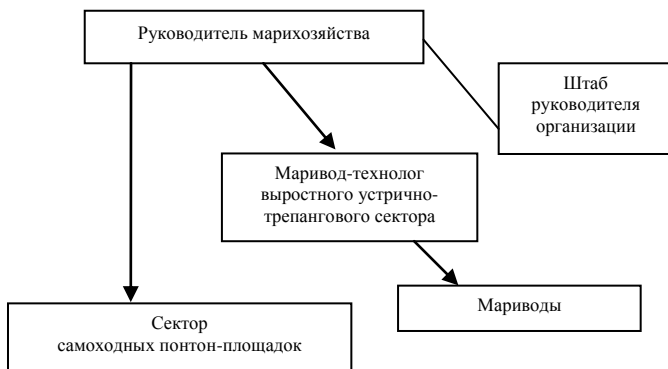 Руководитель марихозяйства
Штаб
руководителя
организации
Маривод-технолог
выростного устрично-
трепангового сектора
Мариводы
Сектор
самоходных понтон-площадок